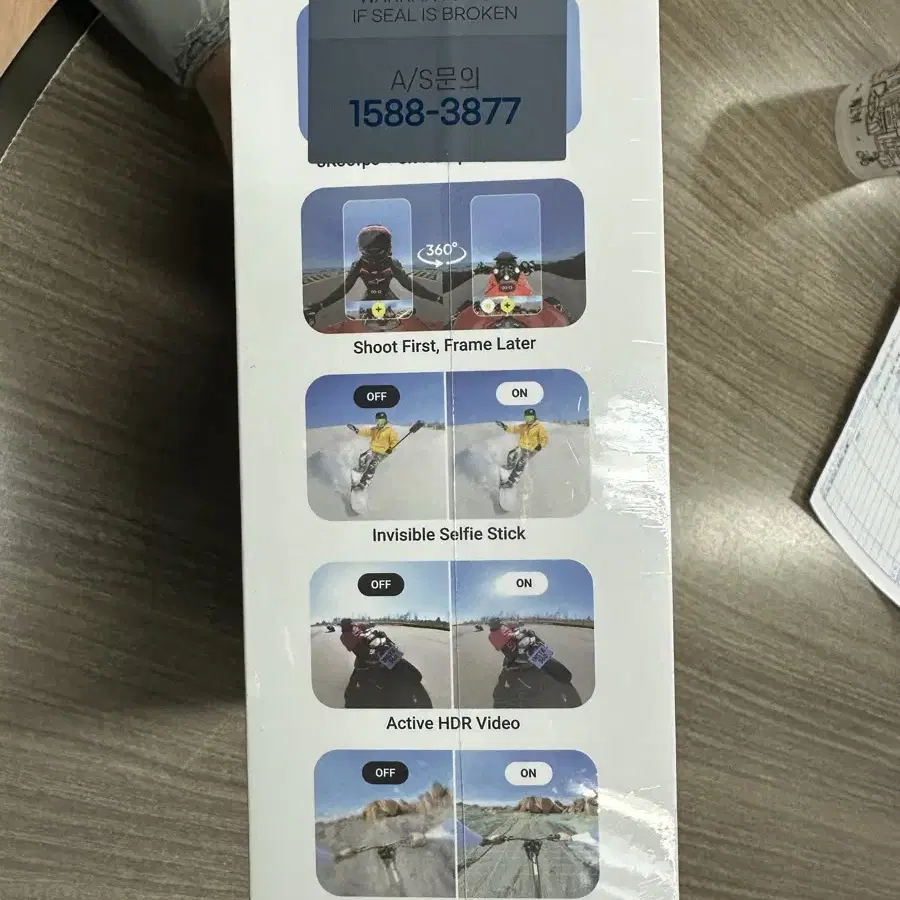 IF SEAL IS BROKEN
A/S문의
1588-3877
360°
Shoot First, Frame Later
OFF
ON
Invisible Selfie Stick
OFF
ON
Active HDR Video
OFF
ON